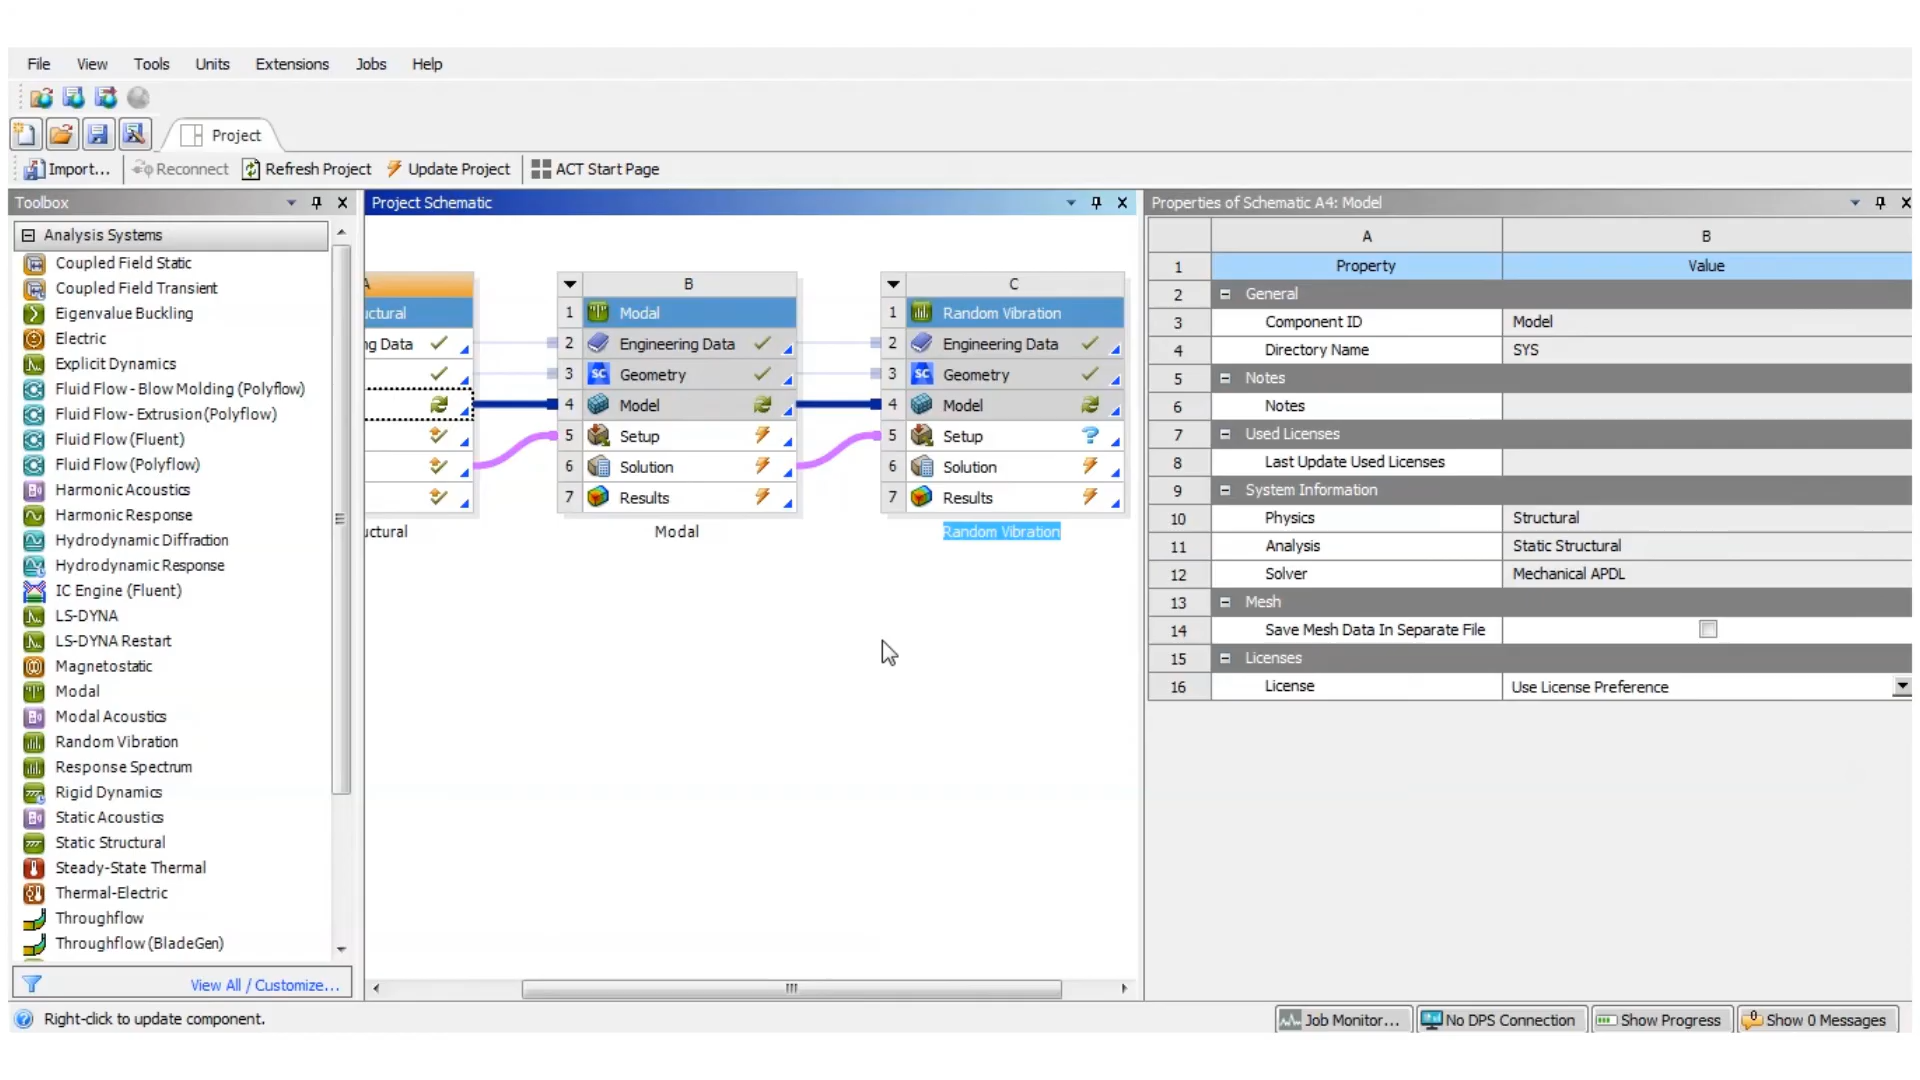 File View Tools Units Extensions Jobs Help
Project
Import... Reconnect Refresh Project Update Project ACT Start Page
Toolbox
Analysis Systems
Coupled Field Static
Coupled Field Transient
Eigenvalue Buckling
Electric
Explicit Dynamics
Fluid Flow - Blow Molding (Polyflow)
Fluid Flow- Extrusion (Polyflow)
Fluid Flow (Fluent)
Fluid Flow (Polyflow)
Harmonic Acoustics
Harmonic Response
Hydrodynamic Diffraction
Hydrodynamic Response
IC Engine (Fluent)
LS-DYNA
LS-DYNA Restart
Magnetostatic
Modal
Modal Acoustics
Random Vibration
Response Spectrum
Rigid Dynamics
Static Acoustics
Static Structural
Steady-State Thermal
Thermal-Electric
Throughflow
Throughflow (BladeGen)
View All / Customize...
Project Schematic
A
uctural
ng Data
uctural
B
1 Modal
2 Engineering Data
3 SC Geometry
4 Model
5 Setup
6 Solution
7 Results
Modal
C
1 Random Vibration
2 Engineering Data
3 SC Geometry
4 Model
5 Setup ?
6 Solution
7 Results
Random Vibration
Properties of Schematic A4: Model
A B
1 Property Value
2 General
3 Component ID Model
4 Directory Name SYS
5 Notes
6 Notes
7 Used Licenses
8 Last Update Used Licenses
9 System Information
10 Physics Structural
11 Analysis Static Structural
12 Solver Mechanical APDL
13 Mesh
14 Save Mesh Data In Separate File
15 Licenses
16 License Use License Preference
Right-click to update component.
Job Monitor... No DPS Connection Show Progress Show 0 Messages